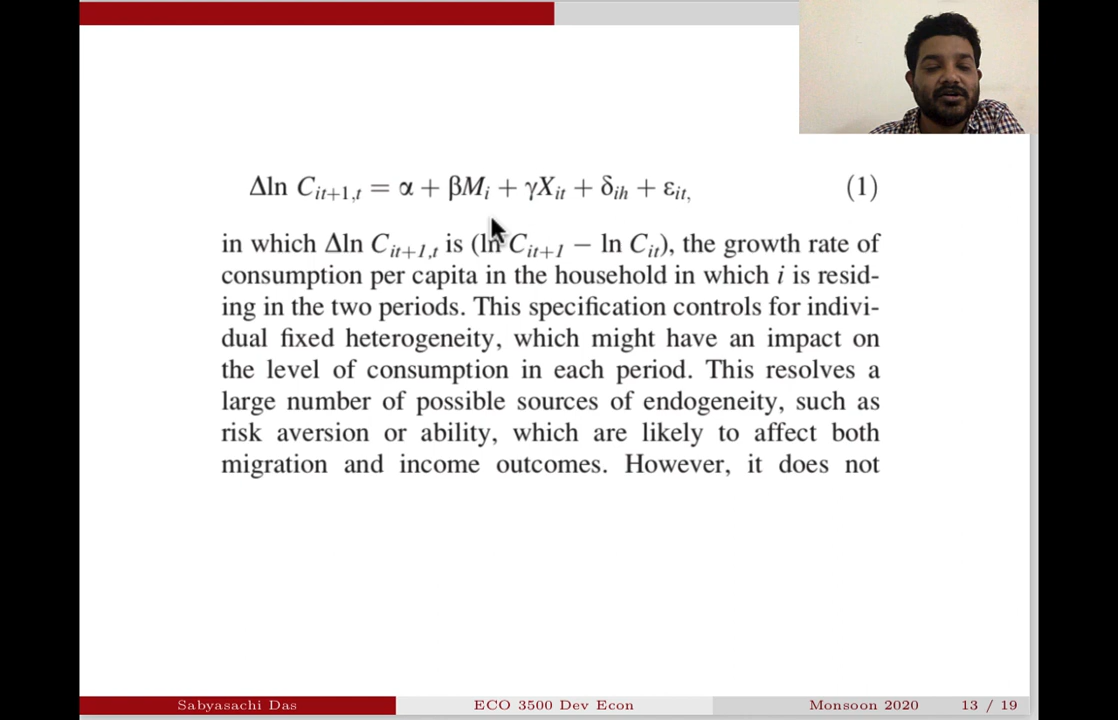 Δln C_{it+1,t} = α + βM_i + γX_{it} + δ_{ih} + ε_{it,} (1)
in which Δln C_{it+1,t} is (ln C_{it+1} − ln C_{it}), the growth rate of
consumption per capita in the household in which i is resid-
ing in the two periods. This specification controls for indivi-
dual fixed heterogeneity, which might have an impact on
the level of consumption in each period. This resolves a
large number of possible sources of endogeneity, such as
risk aversion or ability, which are likely to affect both
migration and income outcomes. However, it does not
Sabyasachi Das ECO 3500 Dev Econ Monsoon 2020 13 / 19